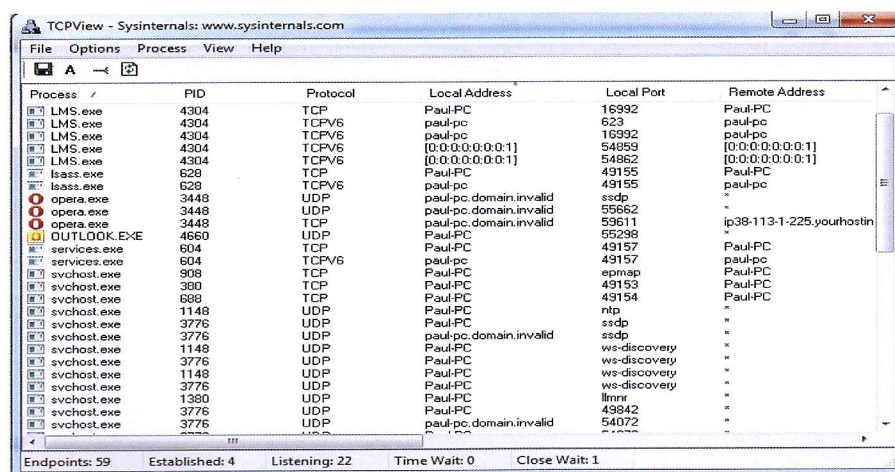 TCPView - Sysinternals: www.sysinternals.com
File Options Process View Help
A
Process / PID Protocol Local Address Local Port Remote Address
LMS.exe 4304 TCP Paul-PC 16992 Paul-PC
LMS.exe 4304 TCPV6 paul-pc 623 paul-pc
LMS.exe 4304 TCPV6 paul-pc 16992 paul-pc
LMS.exe 4304 TCPV6 [0:0:0:0:0:0:0:1] 54859 [0:0:0:0:0:0:0:1]
LMS.exe 4304 TCPV6 [0:0:0:0:0:0:0:1] 54862 [0:0:0:0:0:0:0:1]
lsass.exe 628 TCP Paul-PC 49155 Paul-PC
lsass.exe 628 TCPV6 paul-pc 49155 paul-pc
opera.exe 3448 UDP paul-pc.domain.invalid ssdp *
opera.exe 3448 UDP paul-pc.domain.invalid 55662 *
opera.exe 3448 TCP paul-pc.domain.invalid 59611 ip38-113-1-225.yourhostin
OUTLOOK.EXE 4660 UDP Paul-PC 55298 *
services.exe 604 TCP Paul-PC 49157 Paul-PC
services.exe 604 TCPV6 paul-pc 49157 paul-pc
svchost.exe 908 TCP Paul-PC epmap Paul-PC
svchost.exe 380 TCP Paul-PC 49153 Paul-PC
svchost.exe 688 TCP Paul-PC 49154 Paul-PC
svchost.exe 1148 UDP Paul-PC ntp *
svchost.exe 3776 UDP Paul-PC ssdp *
svchost.exe 3776 UDP paul-pc.domain.invalid ssdp *
svchost.exe 1148 UDP Paul-PC ws-discovery *
svchost.exe 3776 UDP Paul-PC ws-discovery *
svchost.exe 1148 UDP Paul-PC ws-discovery *
svchost.exe 3776 UDP Paul-PC ws-discovery *
svchost.exe 1380 UDP Paul-PC llmnr *
svchost.exe 3776 UDP Paul-PC 49842 *
svchost.exe 3776 UDP paul-pc.domain.invalid 54072 *
Endpoints: 59 Established: 4 Listening: 22 Time Wait: 0 Close Wait: 1